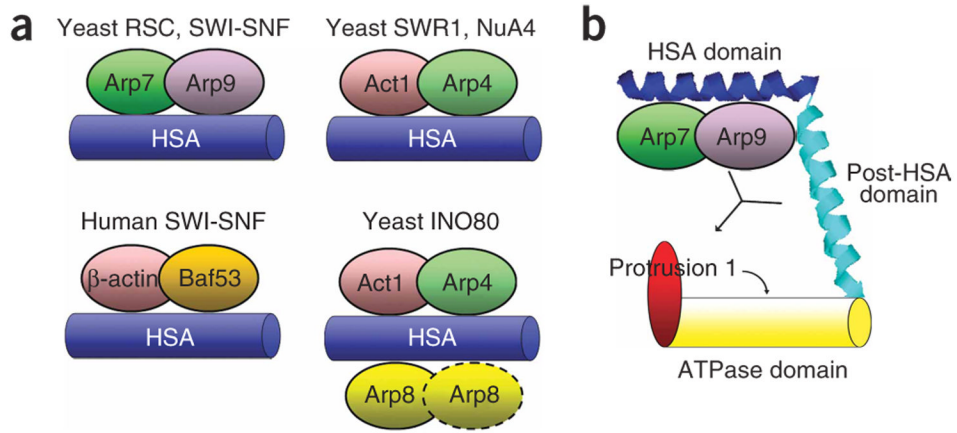 a
Yeast RSC, SWI-SNF
Arp7 Arp9
HSA
Yeast SWR1, NuA4
Act1 Arp4
HSA
Human SWI-SNF
β-actin Baf53
HSA
Yeast INO80
Act1 Arp4
HSA
Arp8 Arp8
b
HSA domain
Arp7 Arp9
Post-HSA
domain
Protrusion 1
ATPase domain